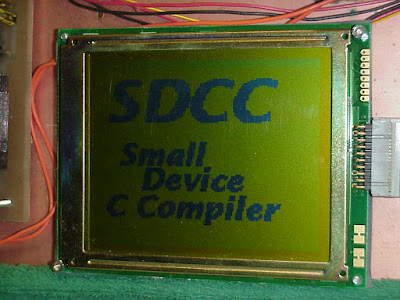 SDCC
Small
Device
C Compiler